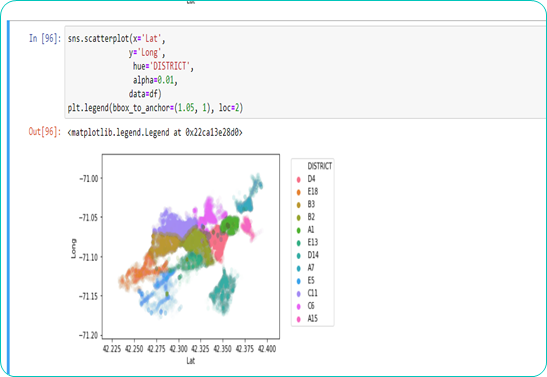 Lat
In [96]: sns.scatterplot(x='Lat',
y='Long',
hue='DISTRICT',
alpha=0.01,
data=df)
plt.legend(bbox_to_anchor=(1.05, 1), loc=2)
Out[96]: <matplotlib.legend.Legend at 0x22ca13e28d0>
DISTRICT
D4
E18
B3
B2
A1
E13
D14
A7
E5
C11
C6
A15
-71.00
-71.05
-71.10
-71.15
-71.20
Long
42.225 42.250 42.275 42.300 42.325 42.350 42.375 42.400
Lat